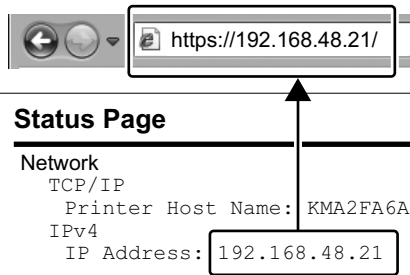 https://192.168.48.21/
Status Page
Network
TCP/IP
Printer Host Name: KMA2FA6A
IPv4
IP Address: 192.168.48.21